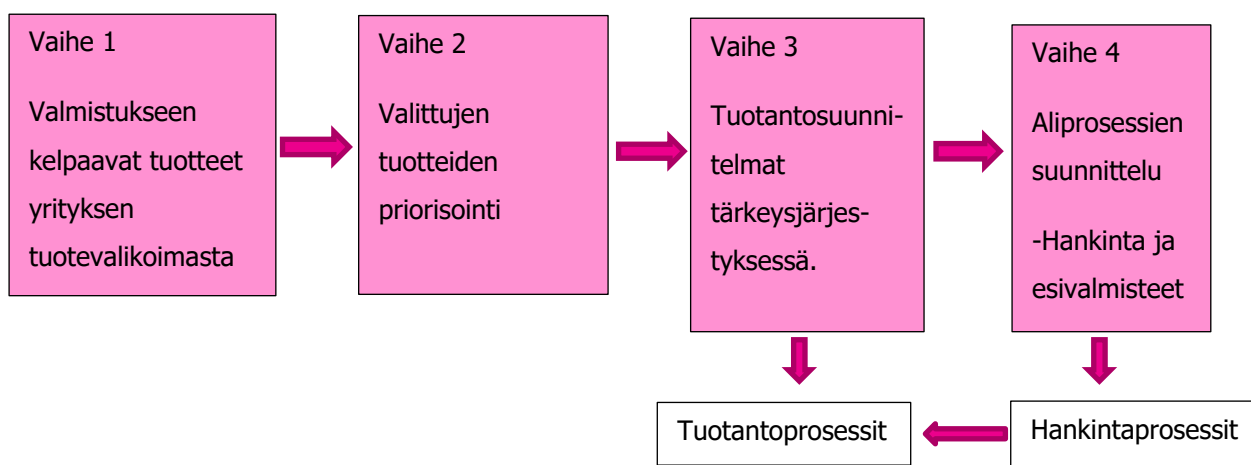 Vaihe 1
Valmistukseen
kelpaavat tuotteet
yrityksen
tuotevalikoimasta
Vaihe 2
Valittujen
tuotteiden
priorisointi
Vaihe 3
Tuotantosuunni-
telmat
tärkeysjärjes-
tyksessä.
Vaihe 4
Aliprosessien
suunnittelu
-Hankinta ja
esivalmisteet
Tuotantoprosessit
Hankintaprosessit